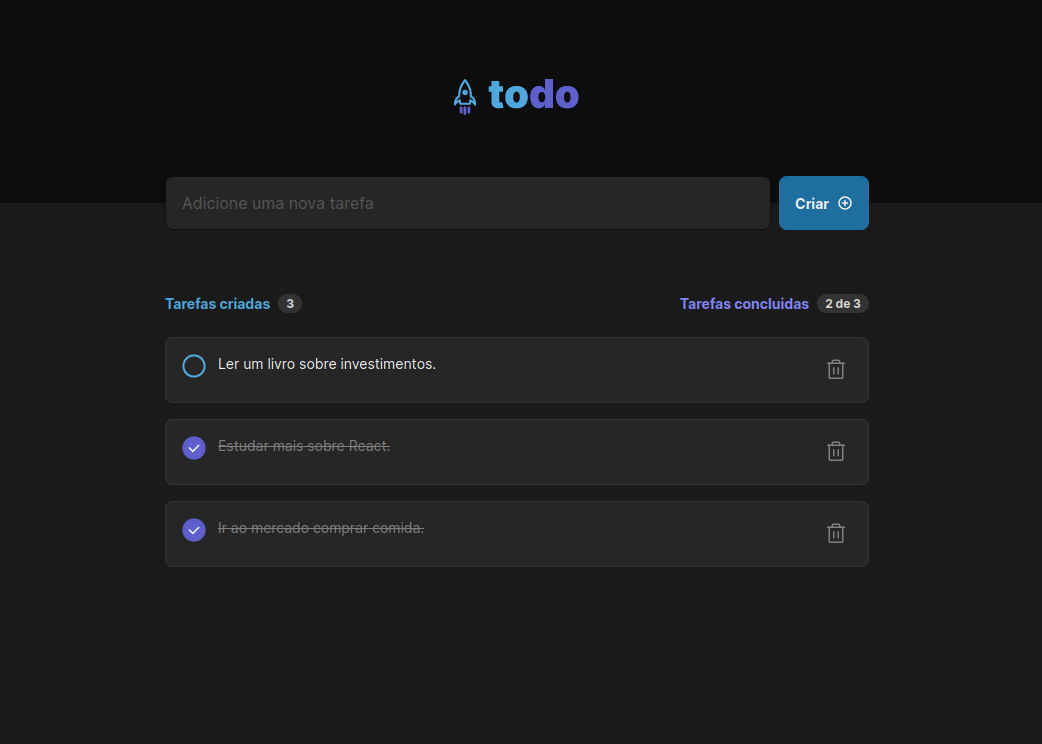 todo
Adicione uma nova tarefa
Criar
Tarefas criadas 3
Tarefas concluidas 2 de 3
Ler um livro sobre investimentos.
Estudar mais sobre React.
Ir ao mercado comprar comida.